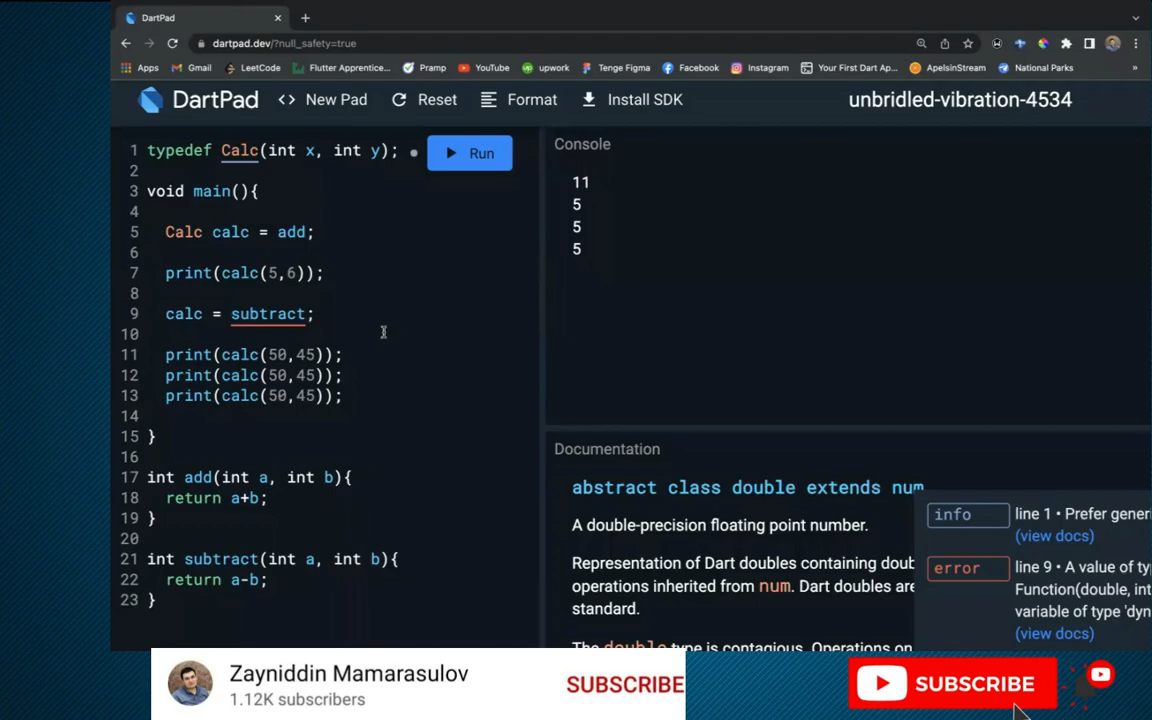 DartPad
dartpad.dev/?null_safety=true
Apps
Gmail
LeetCode
Flutter Apprentice...
Pramp
YouTube
upwork
Tenge Figma
Facebook
Instagram
Your First Dart Ap...
ApelsinStream
National Parks
DartPad
<> New Pad
Reset
Format
Install SDK
unbridled-vibration-4534
1 typedef Calc(int x, int y);
2
3 void main(){
4
5 Calc calc = add;
6
7 print(calc(5,6));
8
9 calc = subtract;
10
11 print(calc(50,45));
12 print(calc(50,45));
13 print(calc(50,45));
14
15 }
16
17 int add(int a, int b){
18 return a+b;
19 }
20
21 int subtract(int a, int b){
22 return a-b;
23 }
Run
Console
11
5
5
5
Documentation
abstract class double extends num
A double-precision floating point number.
Representation of Dart doubles containing doub
operations inherited from num. Dart doubles are
standard.
The double type is contagious. Operations on
info line 1 • Prefer generi
(view docs)
error line 9 • A value of ty
Function(double, int
variable of type 'dyn
(view docs)
Zayniddin Mamarasulov
1.12K subscribers
SUBSCRIBE
SUBSCRIBE